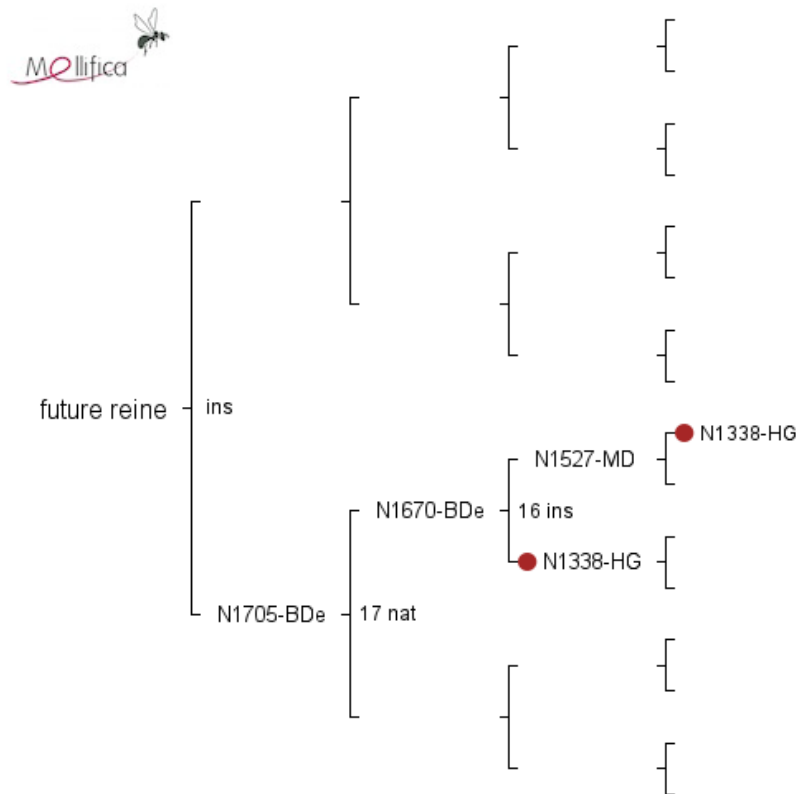 Mellifica
N1338-HG
N1527-MD
N1670-BDe 16 ins
N1338-HG
future reine ins
N1705-BDe 17 nat